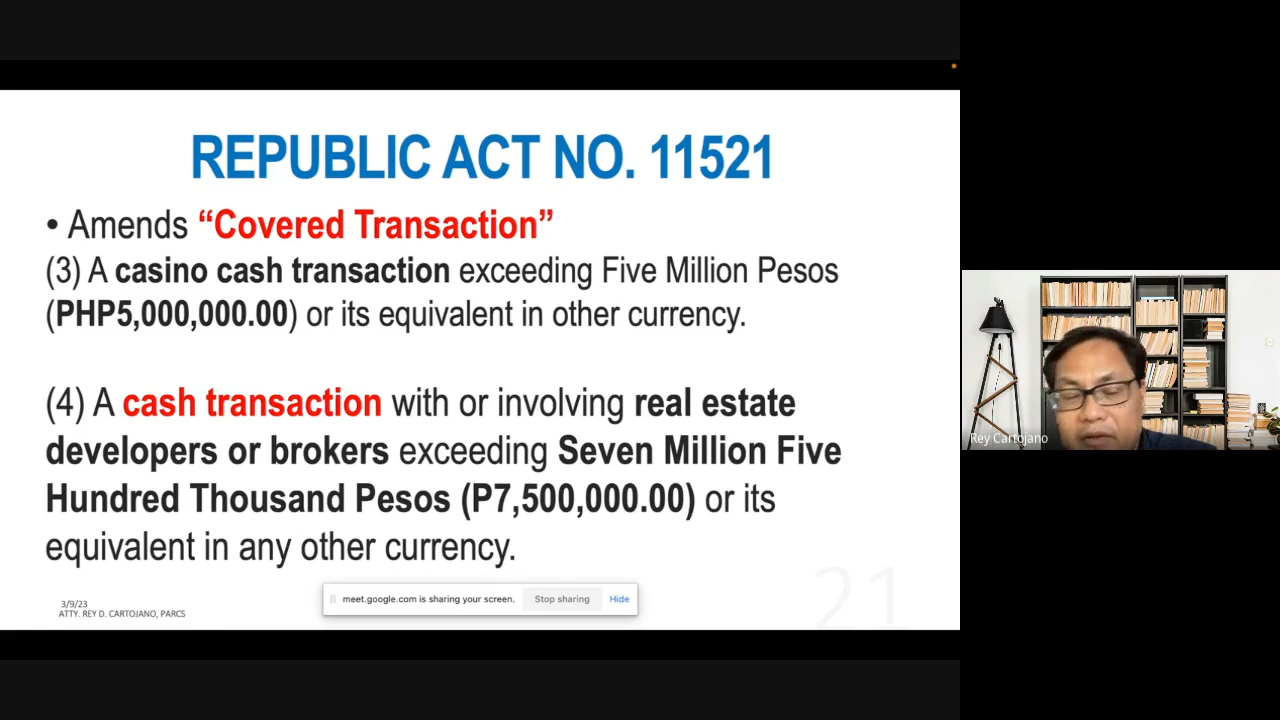 REPUBLIC ACT NO. 11521
• Amends “Covered Transaction”
(3) A casino cash transaction exceeding Five Million Pesos
(PHP5,000,000.00) or its equivalent in other currency.
(4) A cash transaction with or involving real estate
developers or brokers exceeding Seven Million Five
Hundred Thousand Pesos (P7,500,000.00) or its
equivalent in any other currency.
3/9/23
ATTY. REY D. CARTOJANO, PARCS
meet.google.com is sharing your screen. Stop sharing Hide
21
Rey Cartojano